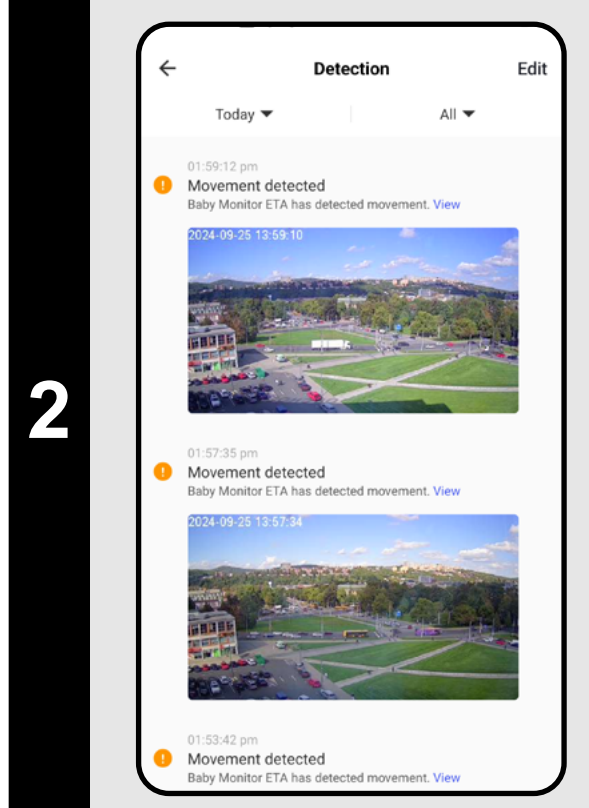 2
Detection
Edit
Today
All
01:59:12 pm
Movement detected
Baby Monitor ETA has detected movement. View
2024-09-25 13:59:10
01:57:35 pm
Movement detected
Baby Monitor ETA has detected movement. View
2024-09-25 13:57:34
01:53:42 pm
Movement detected
Baby Monitor ETA has detected movement. View